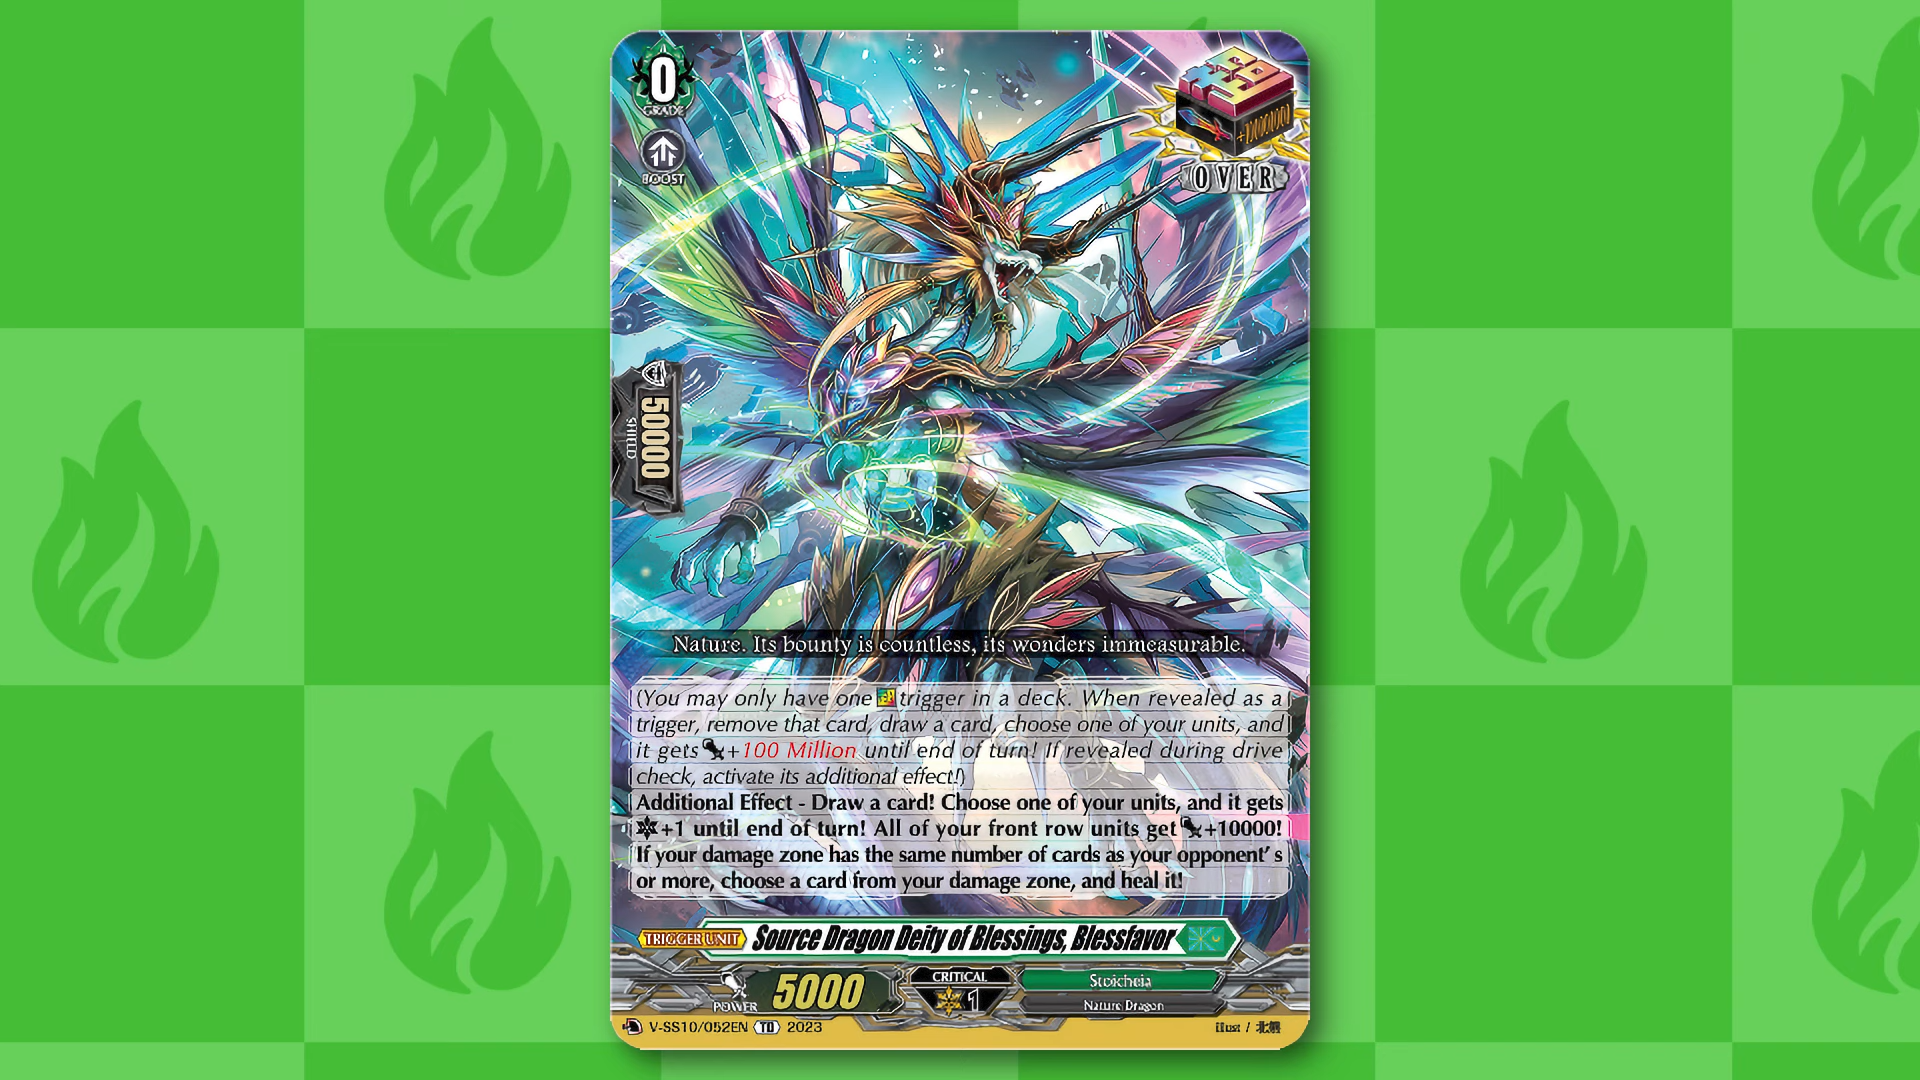 0
GRADE
BOOST
+100000000
OVER
50000
SHIELD
Nature. Its bounty is countless, its wonders immeasurable.
(You may only have one 超 trigger in a deck. When revealed as a
trigger, remove that card, draw a card, choose one of your units, and
it gets +100 Million until end of turn! If revealed during drive
check, activate its additional effect!)
Additional Effect - Draw a card! Choose one of your units, and it gets
+1 until end of turn! All of your front row units get +10000!
If your damage zone has the same number of cards as your opponent's
or more, choose a card from your damage zone, and heal it!
TRIGGER UNIT Source Dragon Deity of Blessings, Blessfavor
POWER 5000 CRITICAL 1 Stoicheia
Nature Dragon
V-SS10/052EN TD 2023 Illust /